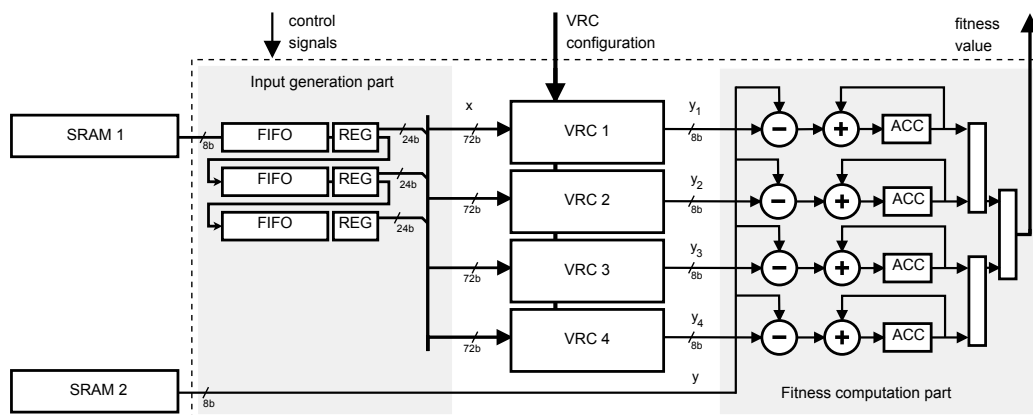 control
signals
VRC
configuration
fitness
value
Input generation part
SRAM 1
8b
FIFO
REG
24b
FIFO
REG
24b
FIFO
REG
24b
x
72b
VRC 1
y1
8b
−
+
ACC
72b
VRC 2
y2
8b
−
+
ACC
72b
VRC 3
y3
8b
−
+
ACC
72b
VRC 4
y4
8b
−
+
ACC
SRAM 2
8b
y
Fitness computation part